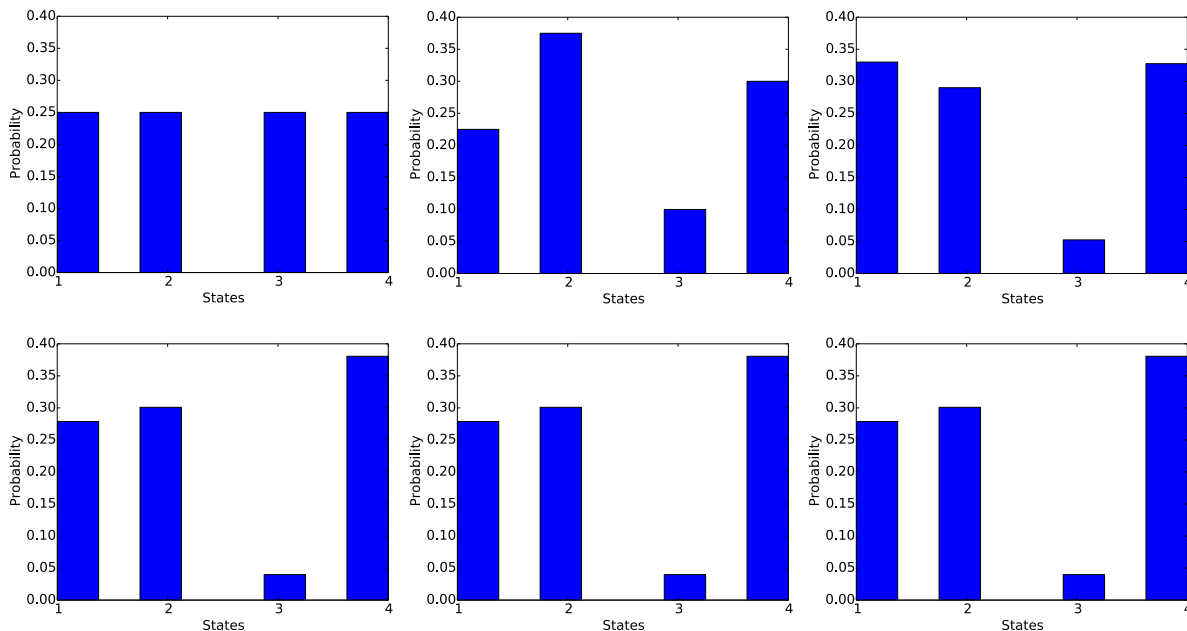 0.40 0.40 0.40
0.35 0.35 0.35
0.30 0.30 0.30
0.25 0.25 0.25
0.20 0.20 0.20
0.15 0.15 0.15
0.10 0.10 0.10
0.05 0.05 0.05
0.00 0.00 0.00
Probability Probability Probability
1 2 3 4 1 2 3 4 1 2 3 4
States States States
0.40 0.40 0.40
0.35 0.35 0.35
0.30 0.30 0.30
0.25 0.25 0.25
0.20 0.20 0.20
0.15 0.15 0.15
0.10 0.10 0.10
0.05 0.05 0.05
0.00 0.00 0.00
Probability Probability Probability
1 2 3 4 1 2 3 4 1 2 3 4
States States States